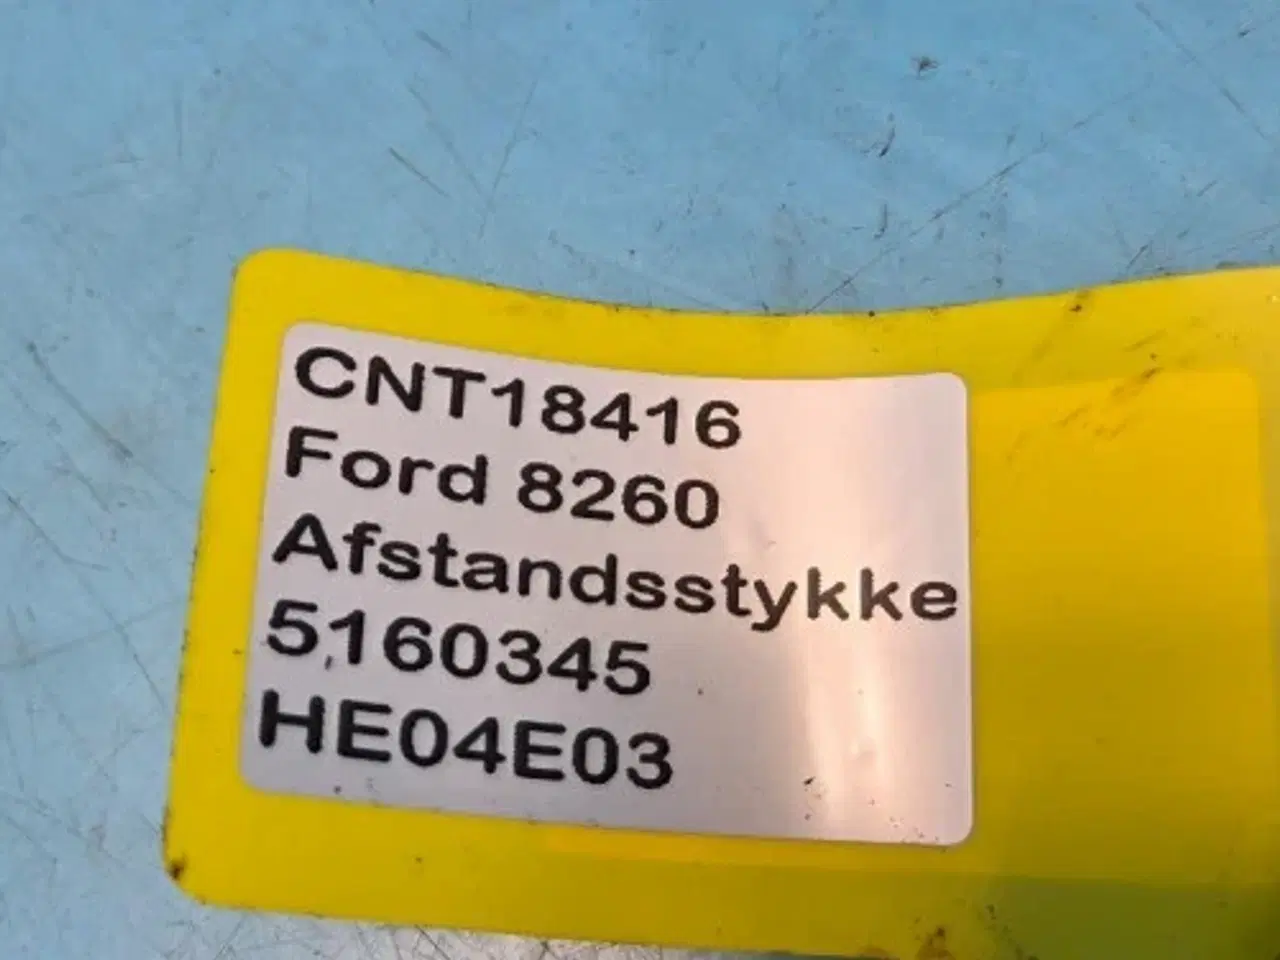 CNT18416
Ford 8260
Afstandsstykke
5160345
HE04E03